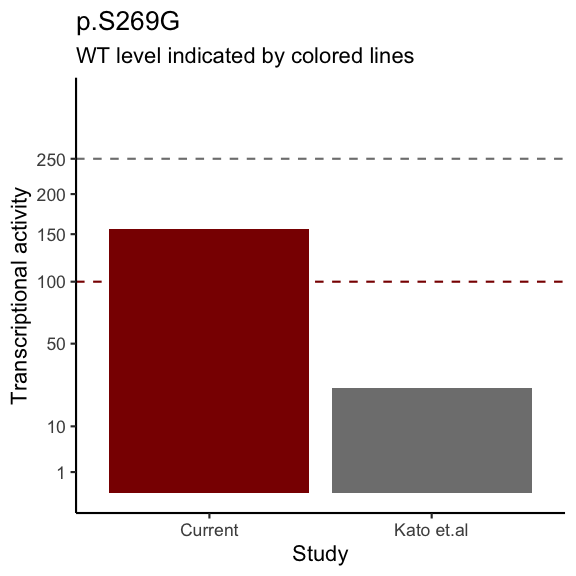 p.S269G
WT level indicated by colored lines
250
200
150
100
50
10
1
Transcriptional activity
Current
Kato et.al
Study